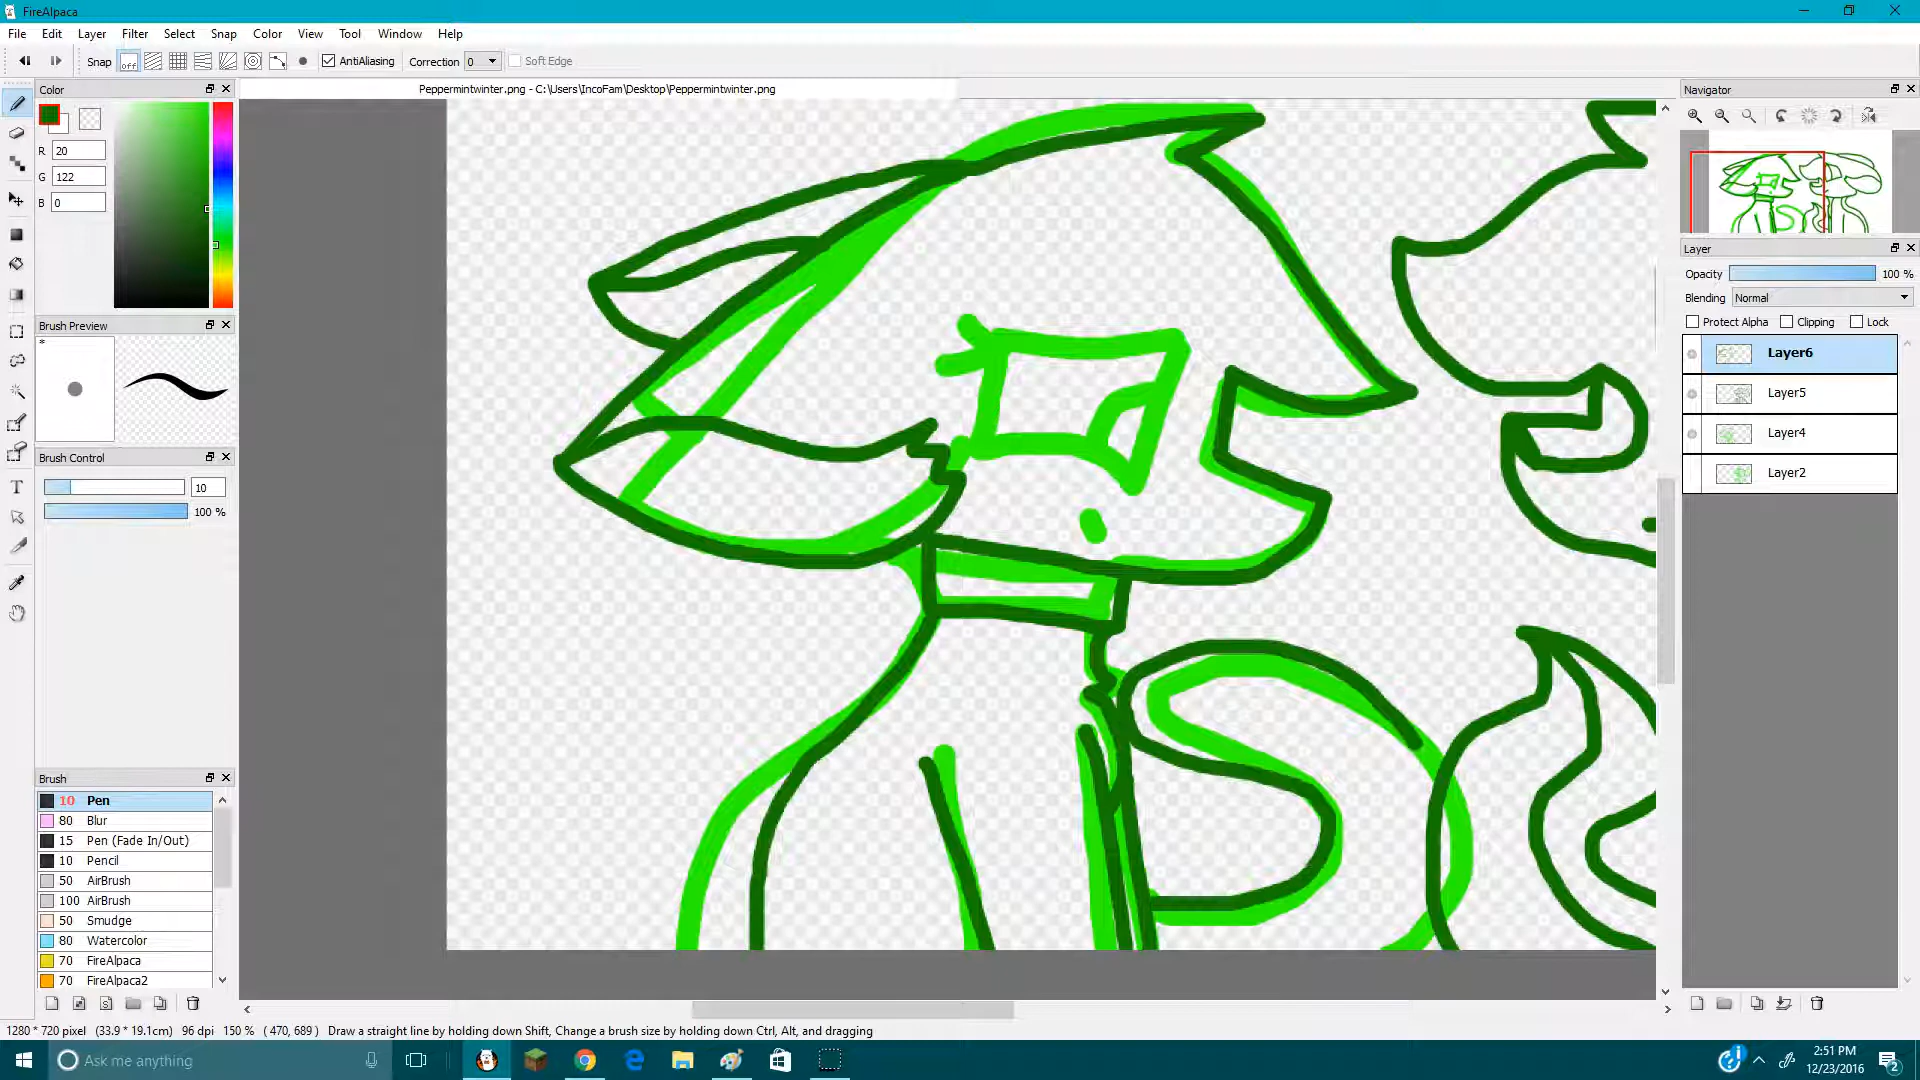 FireAlpaca
File Edit Layer Filter Select Snap Color View Tool Window Help
Snap off AntiAliasing Correction 0 Soft Edge
Color
Peppermintwinter.png - C:\Users\IncoFam\Desktop\Peppermintwinter.png
Navigator
R 20
G 122
B 0
Layer
Opacity 100 %
Blending Normal
Protect Alpha Clipping Lock
Brush Preview
*
Layer6
Layer5
Layer4
Layer2
Brush Control
10
100 %
T
Brush
10 Pen
80 Blur
15 Pen (Fade In/Out)
10 Pencil
50 AirBrush
100 AirBrush
50 Smudge
80 Watercolor
70 FireAlpaca
70 FireAlpaca2
1280 * 720 pixel (33.9 * 19.1cm) 96 dpi 150 % ( 470, 689 ) Draw a straight line by holding down Shift, Change a brush size by holding down Ctrl, Alt, and dragging
Ask me anything
2:51 PM
12/23/2016
2